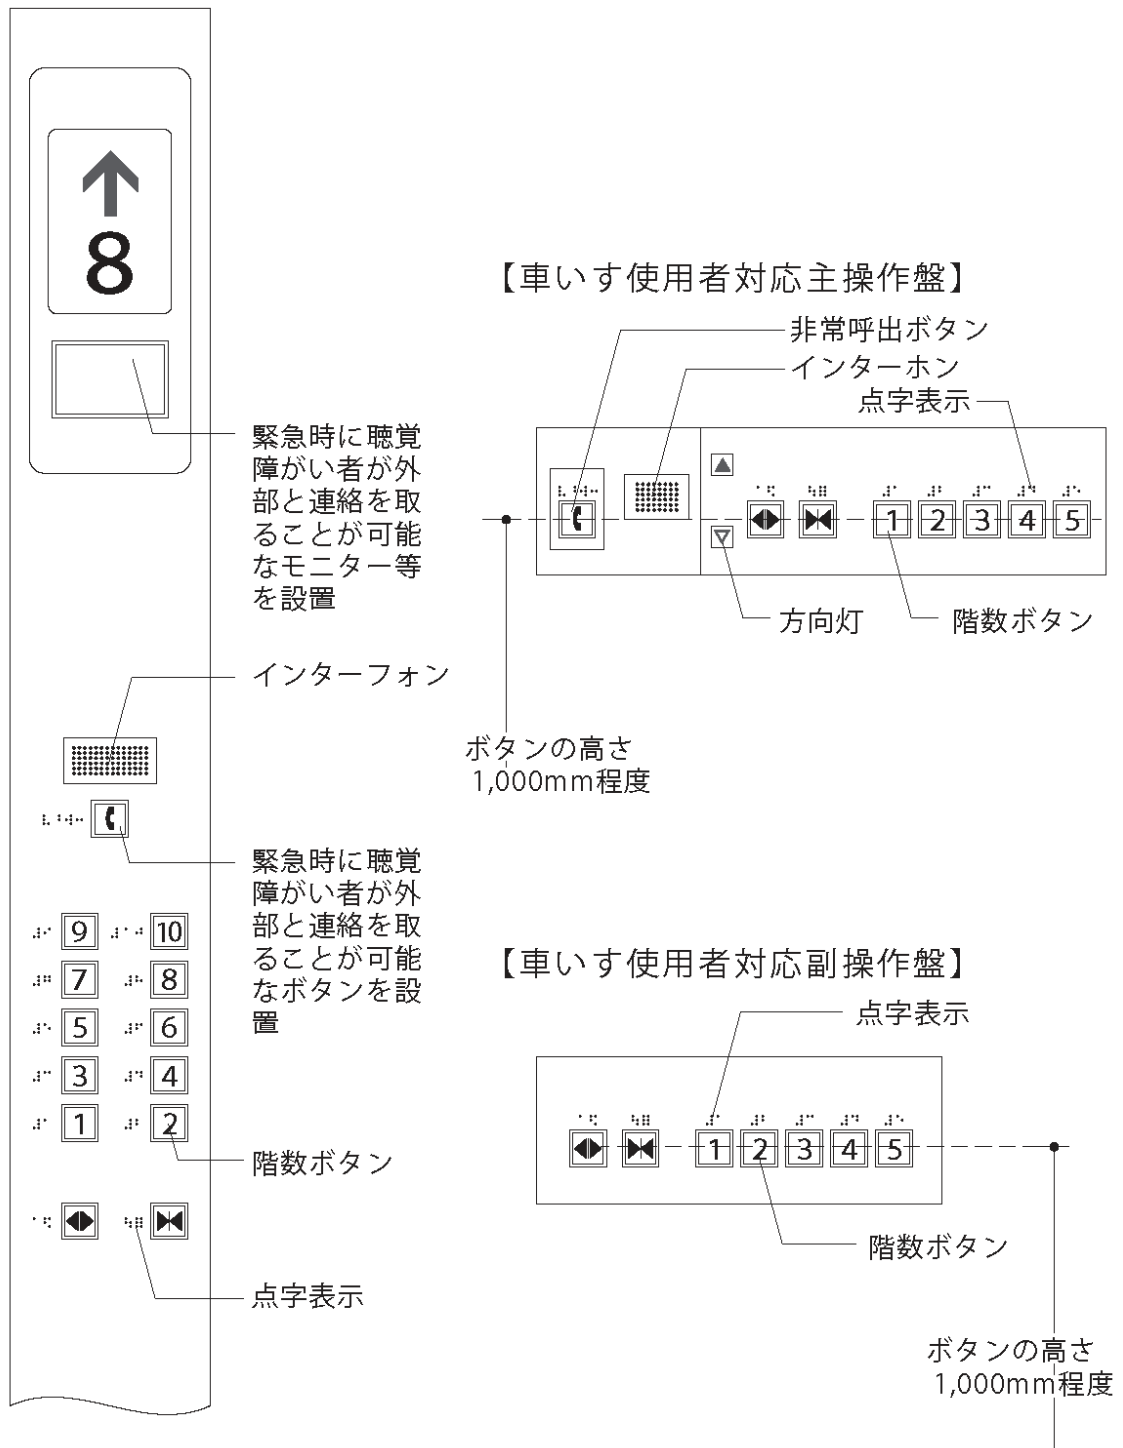 8
緊急時に聴覚
障がい者が外
部と連絡を取
ることが可能
なモニター等
を設置
インターフォン
緊急時に聴覚
障がい者が外
部と連絡を取
ることが可能
なボタンを設
置
9 10
7 8
5 6
3 4
1 2
階数ボタン
点字表示
【車いす使用者対応主操作盤】
非常呼出ボタン
インターホン
点字表示
1 2 3 4 5
方向灯
階数ボタン
ボタンの高さ
1,000mm程度
【車いす使用者対応副操作盤】
点字表示
1 2 3 4 5
階数ボタン
ボタンの高さ
1,000mm程度